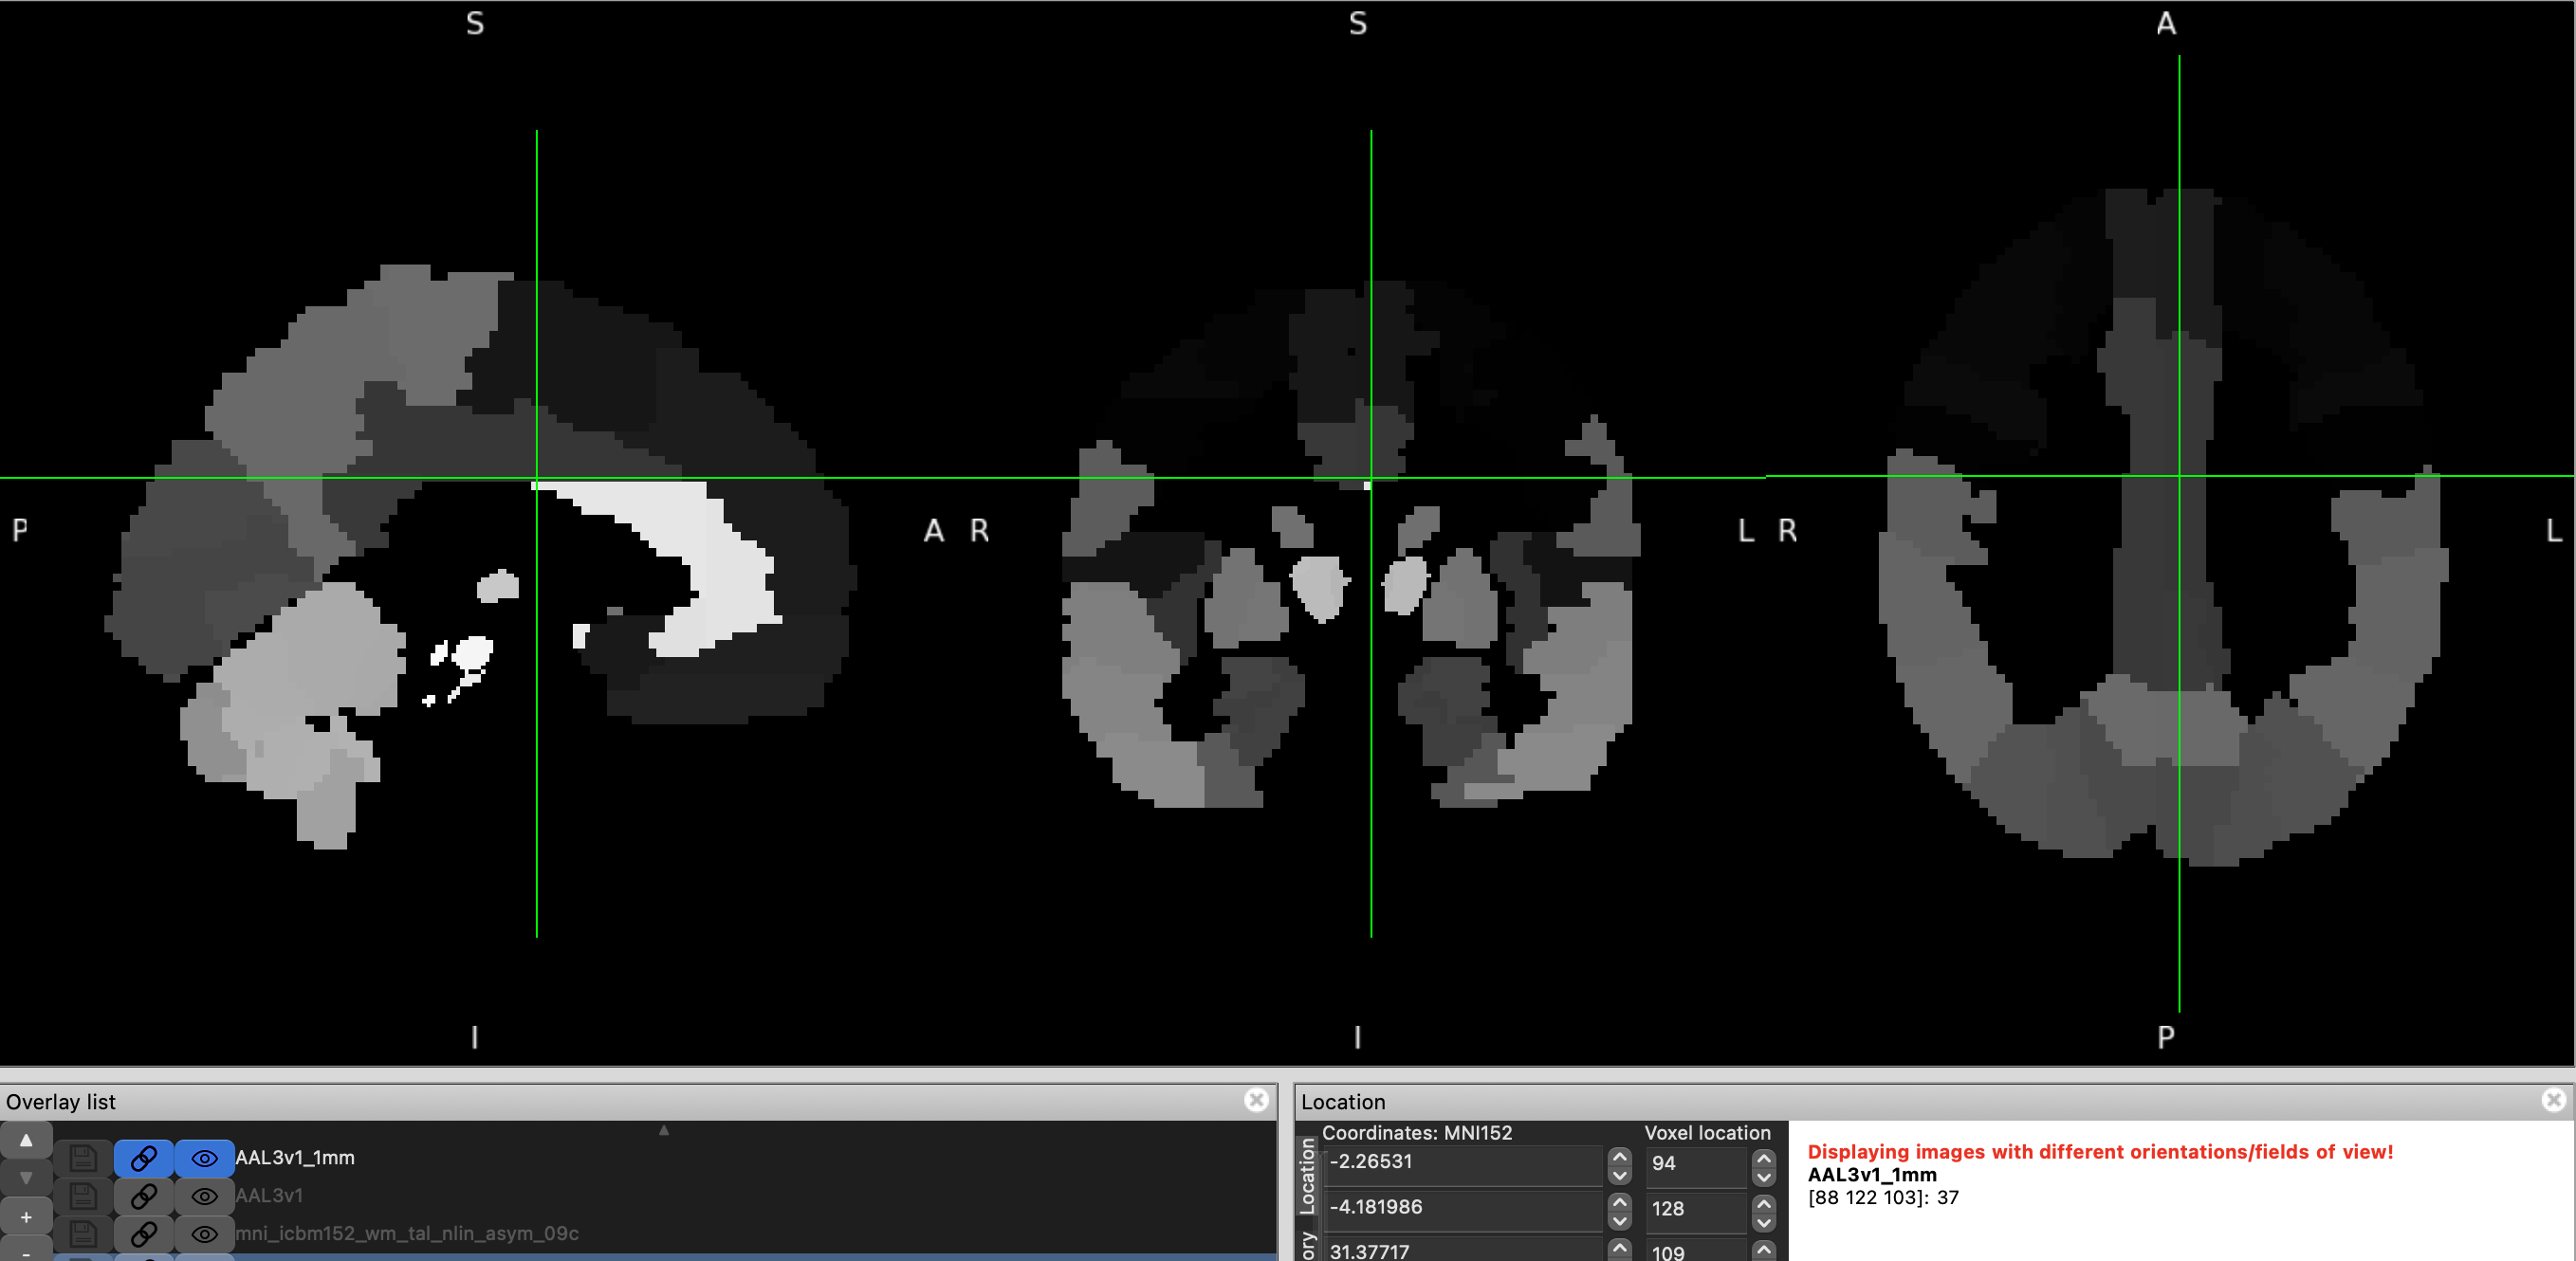 S
S
A
P
A
R
L
R
L
I
I
P
Overlay list
Location
AAL3v1_1mm
AAL3v1
mni_icbm152_wm_tal_nlin_asym_09c
+
-
Location
ory
Coordinates: MNI152
Voxel location
-2.26531
94
-4.181986
128
31.37717
109
Displaying images with different orientations/fields of view!
AAL3v1_1mm
[88 122 103]: 37